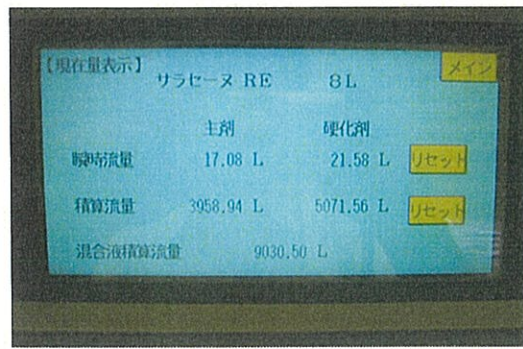 【現在量表示】 メイン
サラセーヌ RE 8L
主剤 硬化剤
瞬時流量 17.08 L 21.58 L リセット
積算流量 3958.94 L 5071.56 L リセット
混合液積算流量 9030.50 L